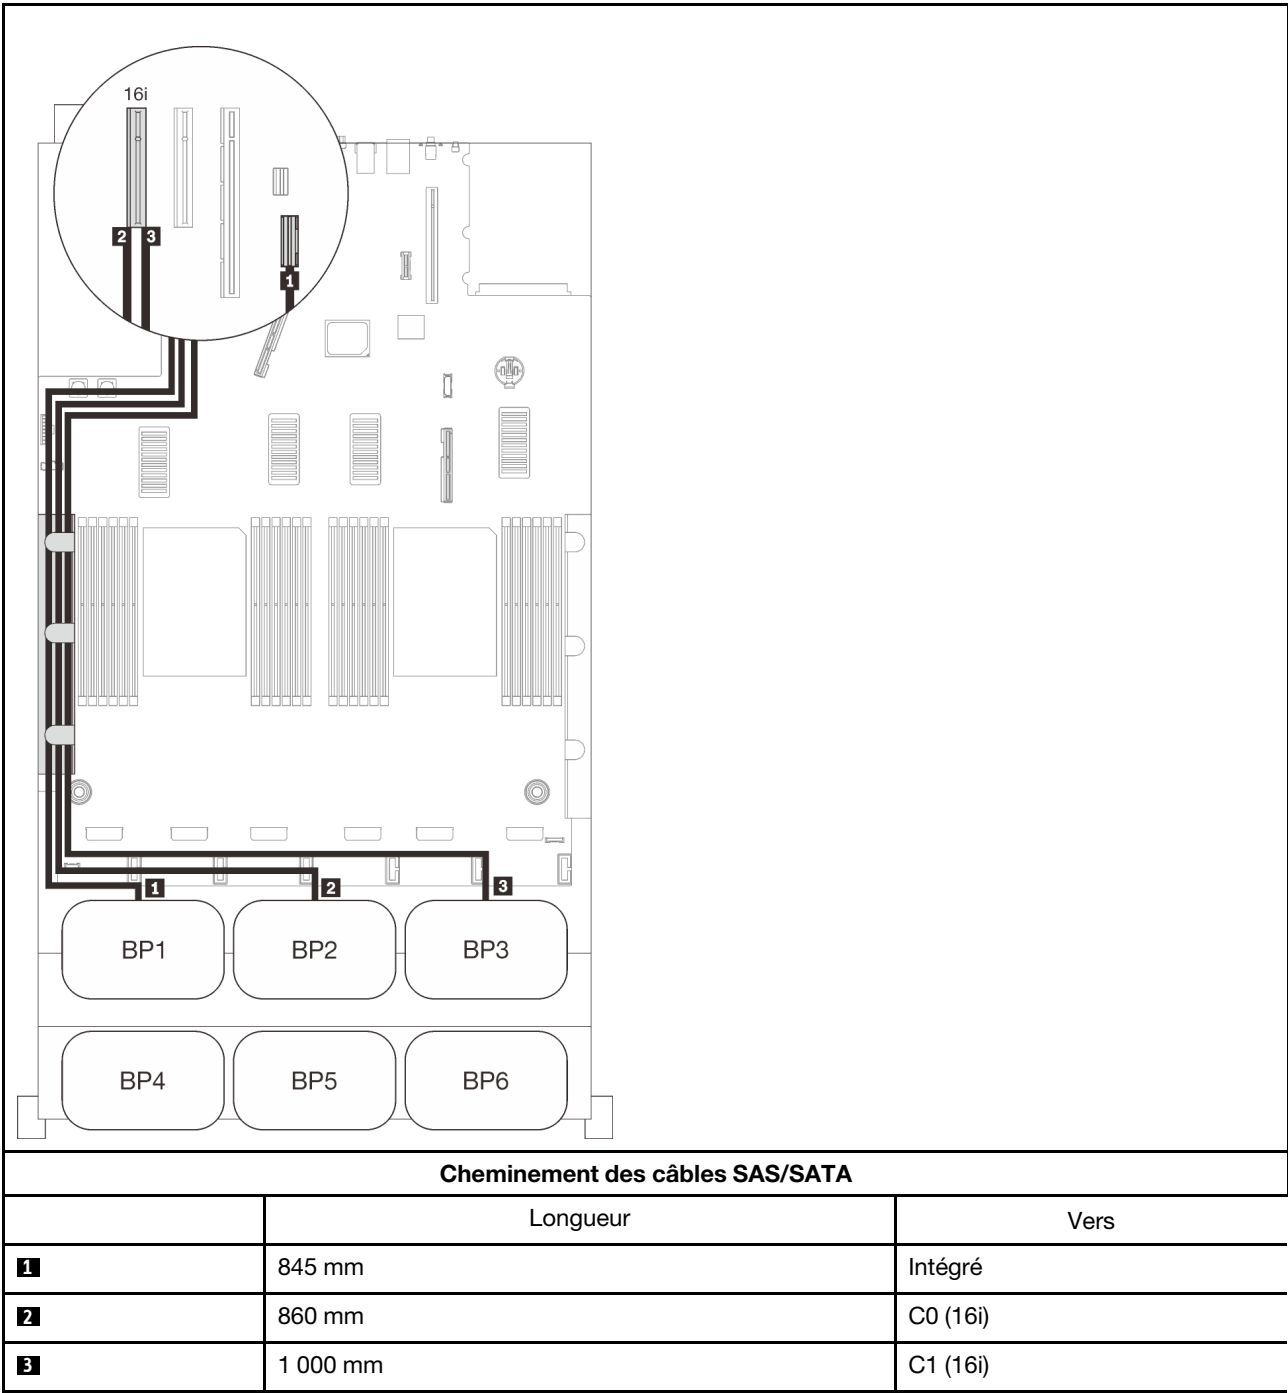 16i
2 3
1
1
2
3
BP1 BP2 BP3
BP4 BP5 BP6
Cheminement des câbles SAS/SATA
Longueur Vers
1 845 mm Intégré
2 860 mm C0 (16i)
3 1 000 mm C1 (16i)